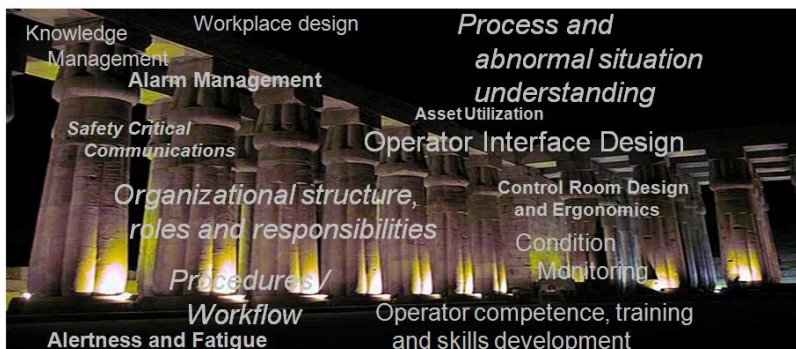 Knowledge
Management
Workplace design
Process and
abnormal situation
understanding
Alarm Management
Asset Utilization
Safety Critical
Communications
Operator Interface Design
Organizational structure,
roles and responsibilities
Control Room Design
and Ergonomics
Condition
Monitoring
Procedures /
Workflow
Operator competence, training
and skills development
Alertness and Fatigue